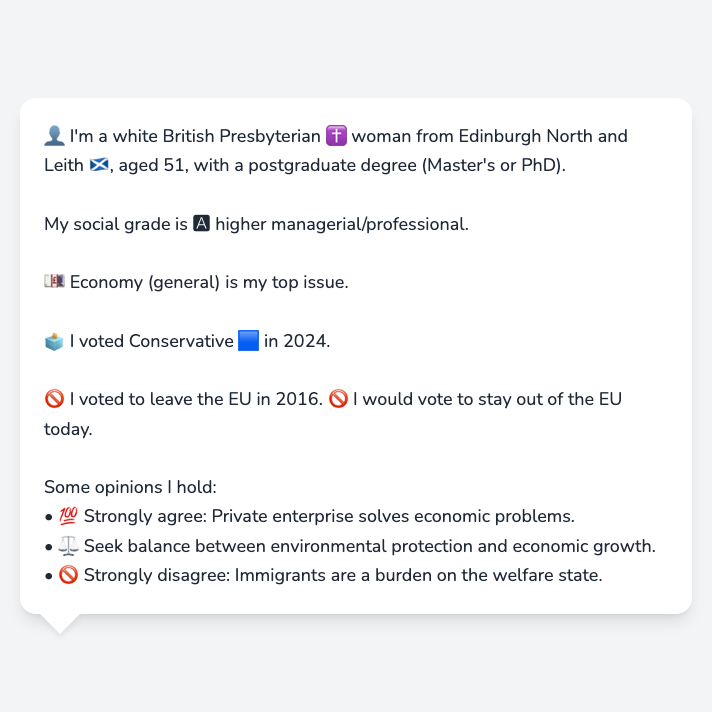 👤 I'm a white British Presbyterian ✝️ woman from Edinburgh North and
Leith 🏴󠁧󠁢󠁳󠁣󠁴󠁿, aged 51, with a postgraduate degree (Master's or PhD).
My social grade is 🅰 higher managerial/professional.
💷 Economy (general) is my top issue.
🗳️ I voted Conservative 🟦 in 2024.
🚫 I voted to leave the EU in 2016. 🚫 I would vote to stay out of the EU
today.
Some opinions I hold:
• 💯 Strongly agree: Private enterprise solves economic problems.
• ⚖️ Seek balance between environmental protection and economic growth.
• 🚫 Strongly disagree: Immigrants are a burden on the welfare state.